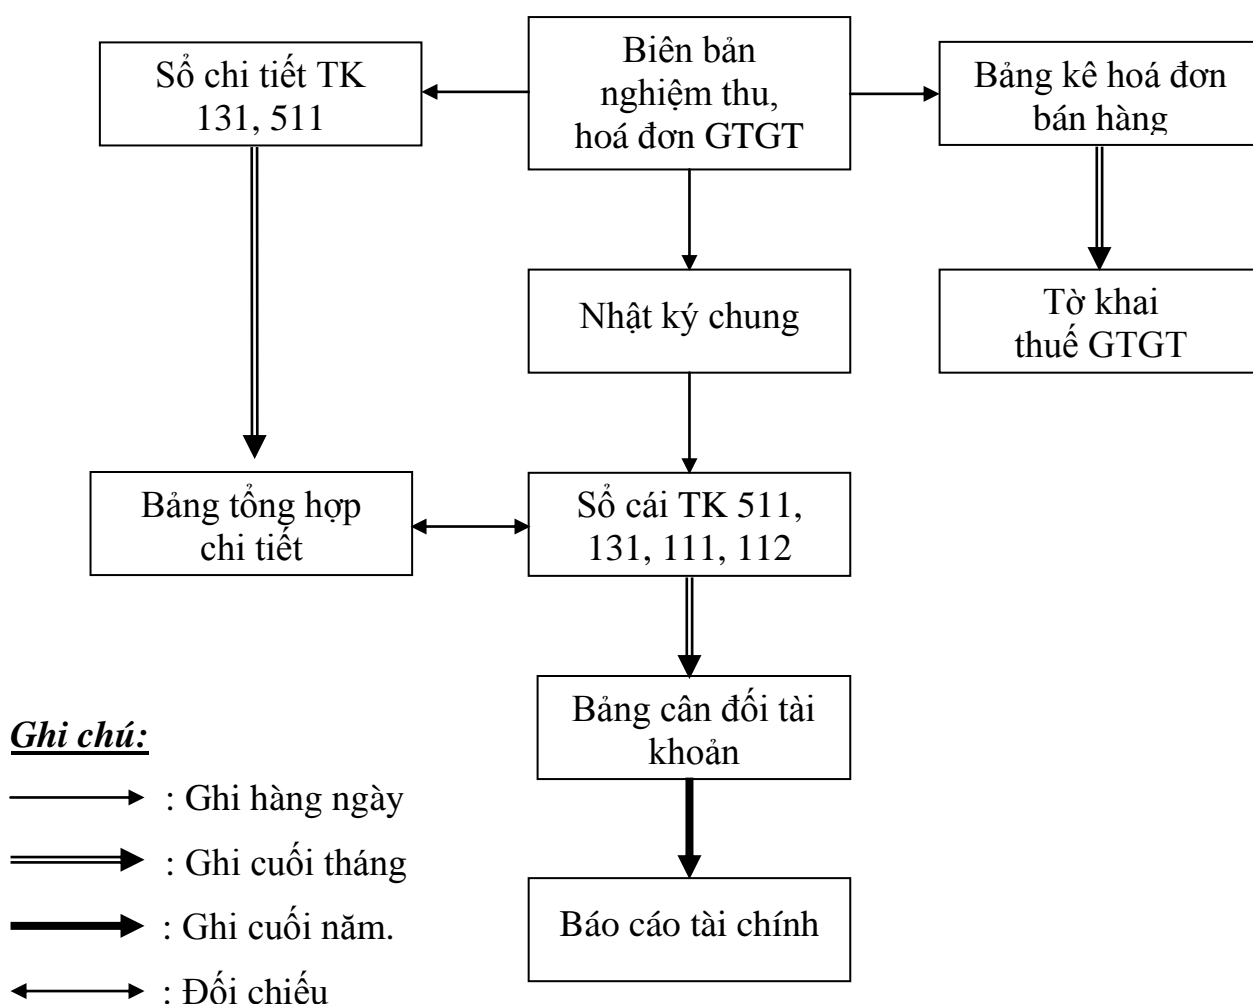 Sổ chi tiết TK
131, 511
Biên bản
nghiệm thu,
hoá đơn GTGT
Bảng kê hoá đơn
bán hàng
Nhật ký chung
Tờ khai
thuế GTGT
Bảng tổng hợp
chi tiết
Sổ cái TK 511,
131, 111, 112
Bảng cân đối tài
khoản
Báo cáo tài chính
Ghi chú:
: Ghi hàng ngày
: Ghi cuối tháng
: Ghi cuối năm.
: Đối chiếu